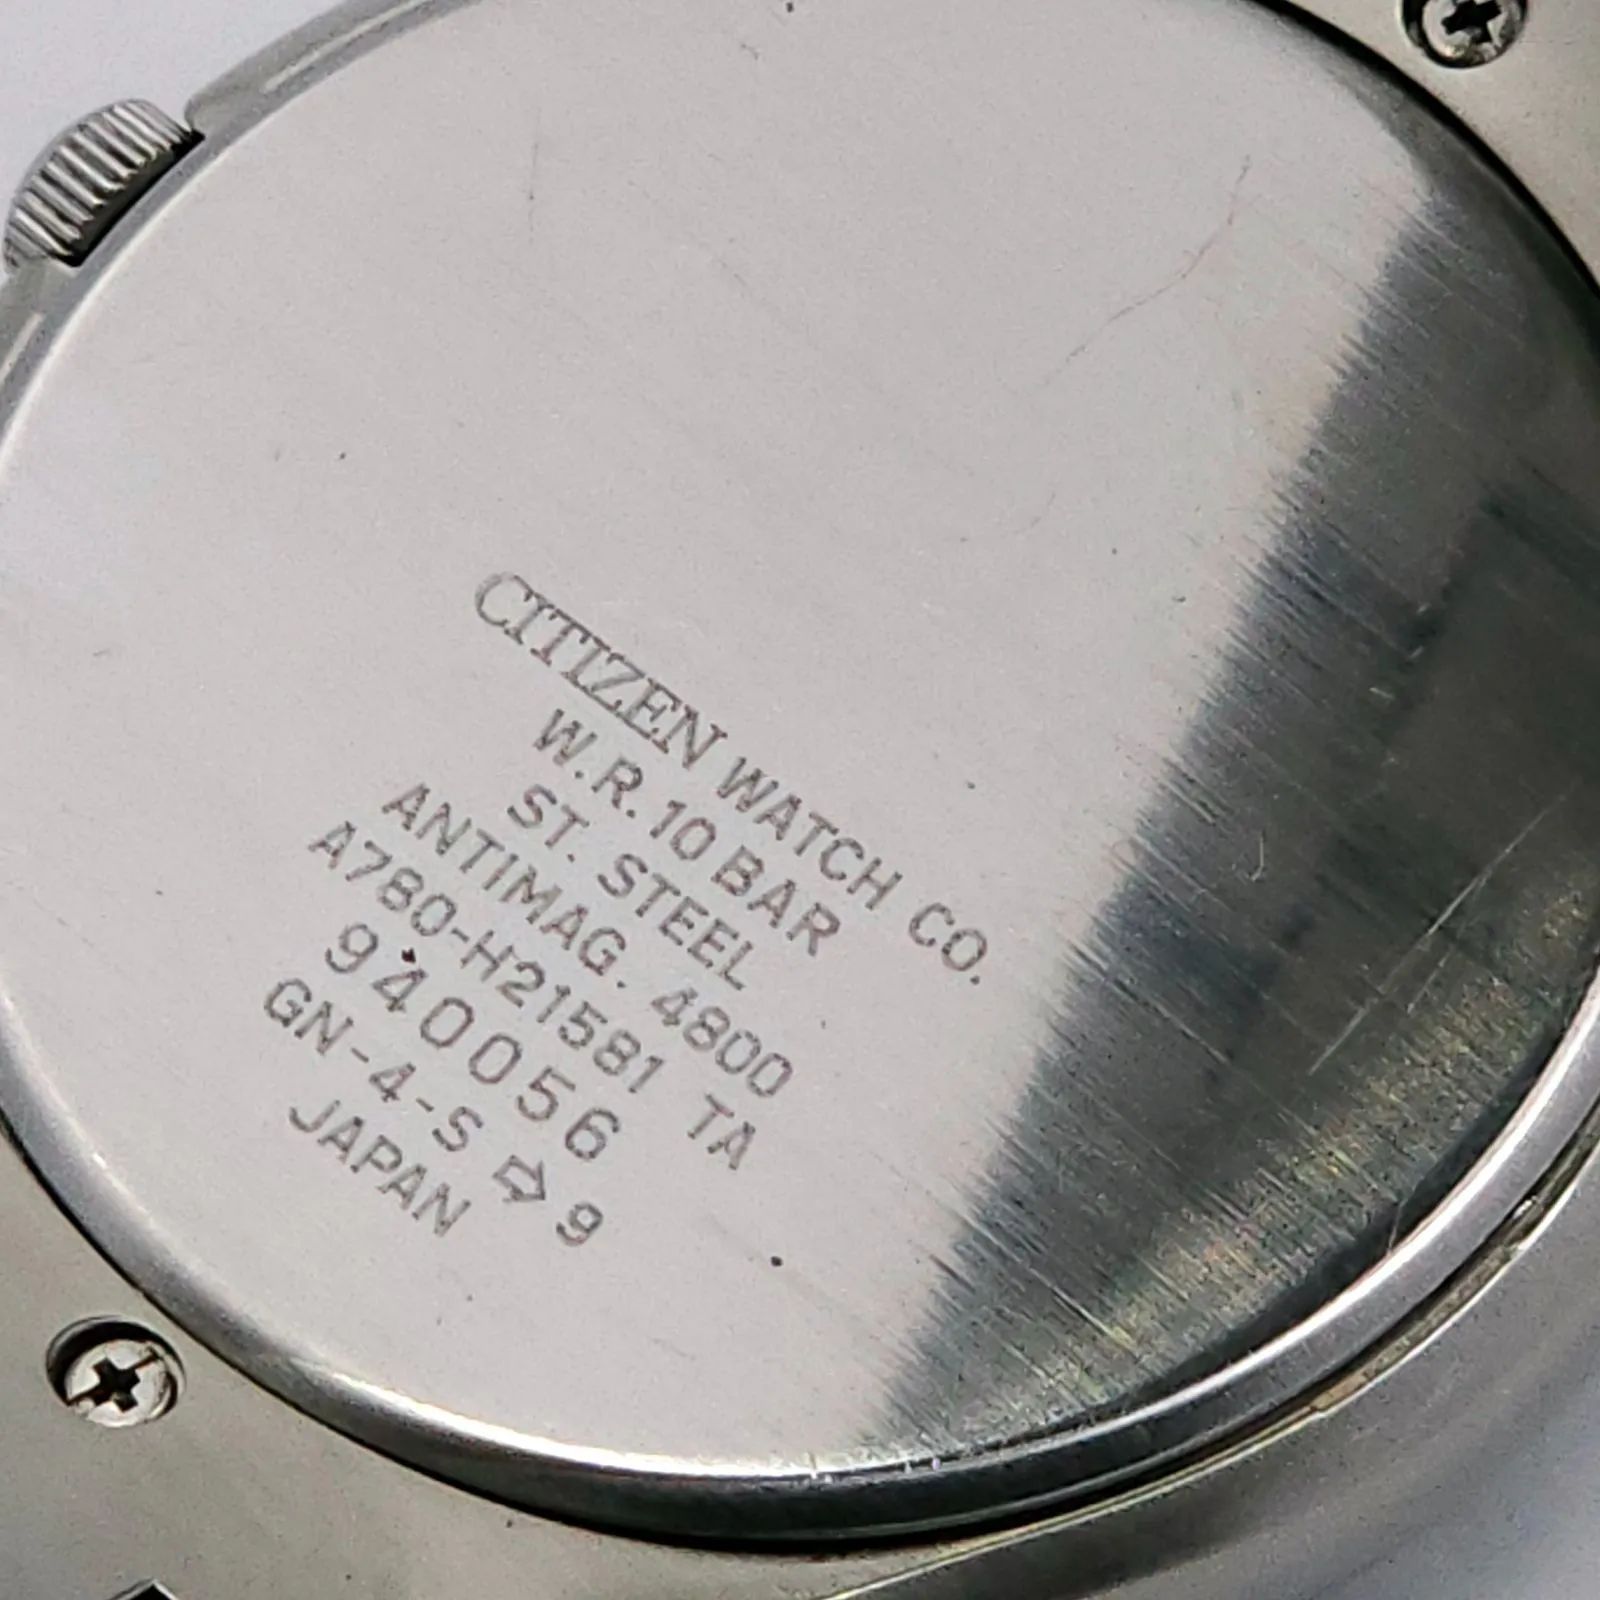 CITIZEN WATCH CO.
W.R.10 BAR
ST. STEEL
ANTIMAG. 4800
A780-H21581 TA
940056
GN-4-S ⇨ 9
JAPAN